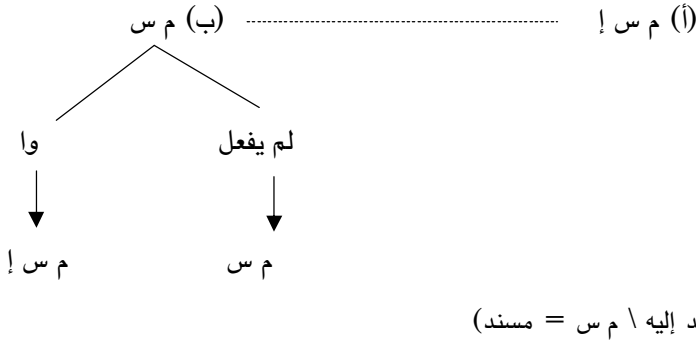 (أ) م س إ (ب) م س
لم يفعل وا
م س م س إ
د إليه \ م س = مسند)